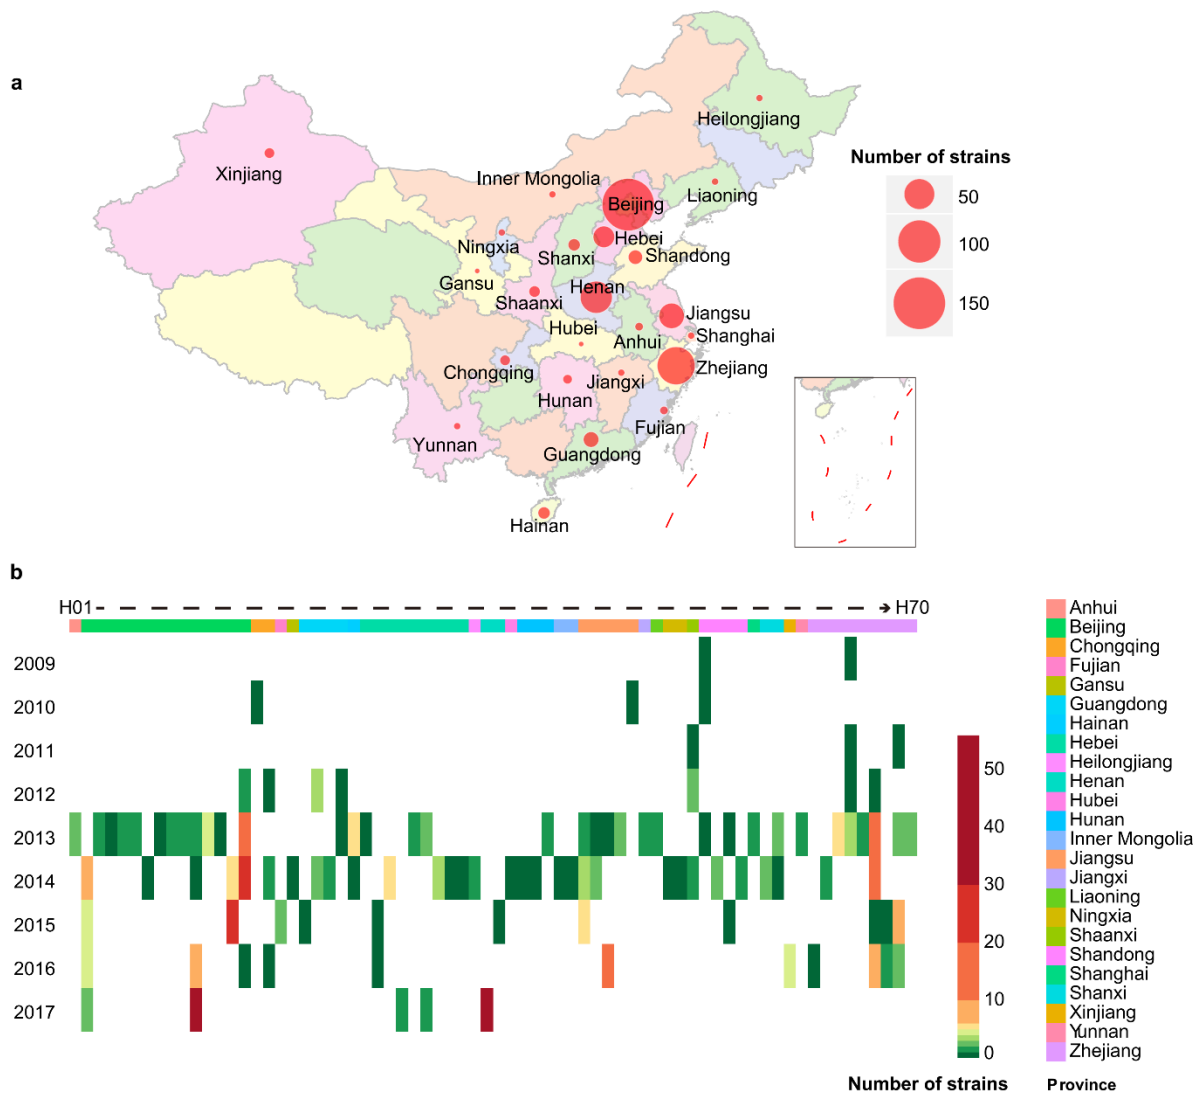 a
Heilongjiang
Number of strains
Xinjiang
Inner Mongolia
Liaoning
50
Beijing
Ningxia
Hebei
100
Shanxi
Shandong
Gansu
Henan
Shaanxi
150
Jiangsu
Hubei
Shanghai
Anhui
Chongqing
Zhejiang
Jiangxi
Hunan
Fujian
Yunnan
Guangdong
Hainan
b
H01
H70
2009
2010
2011
2012
2013
2014
2015
2016
2017
50
40
30
20
10
0
Number of strains
Anhui
Beijing
Chongqing
Fujian
Gansu
Guangdong
Hainan
Hebei
Heilongjiang
Henan
Hubei
Hunan
Inner Mongolia
Jiangsu
Jiangxi
Liaoning
Ningxia
Shaanxi
Shandong
Shanghai
Shanxi
Xinjiang
Yunnan
Zhejiang
Province